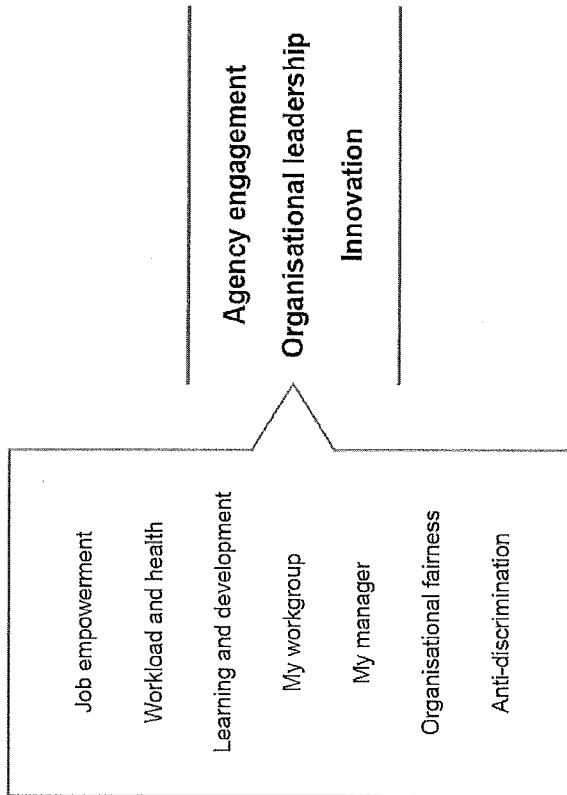 Job empowerment
Workload and health
Learning and development
My workgroup
My manager
Organisational fairness
Anti-discrimination
Agency engagement
Organisational leadership
Innovation